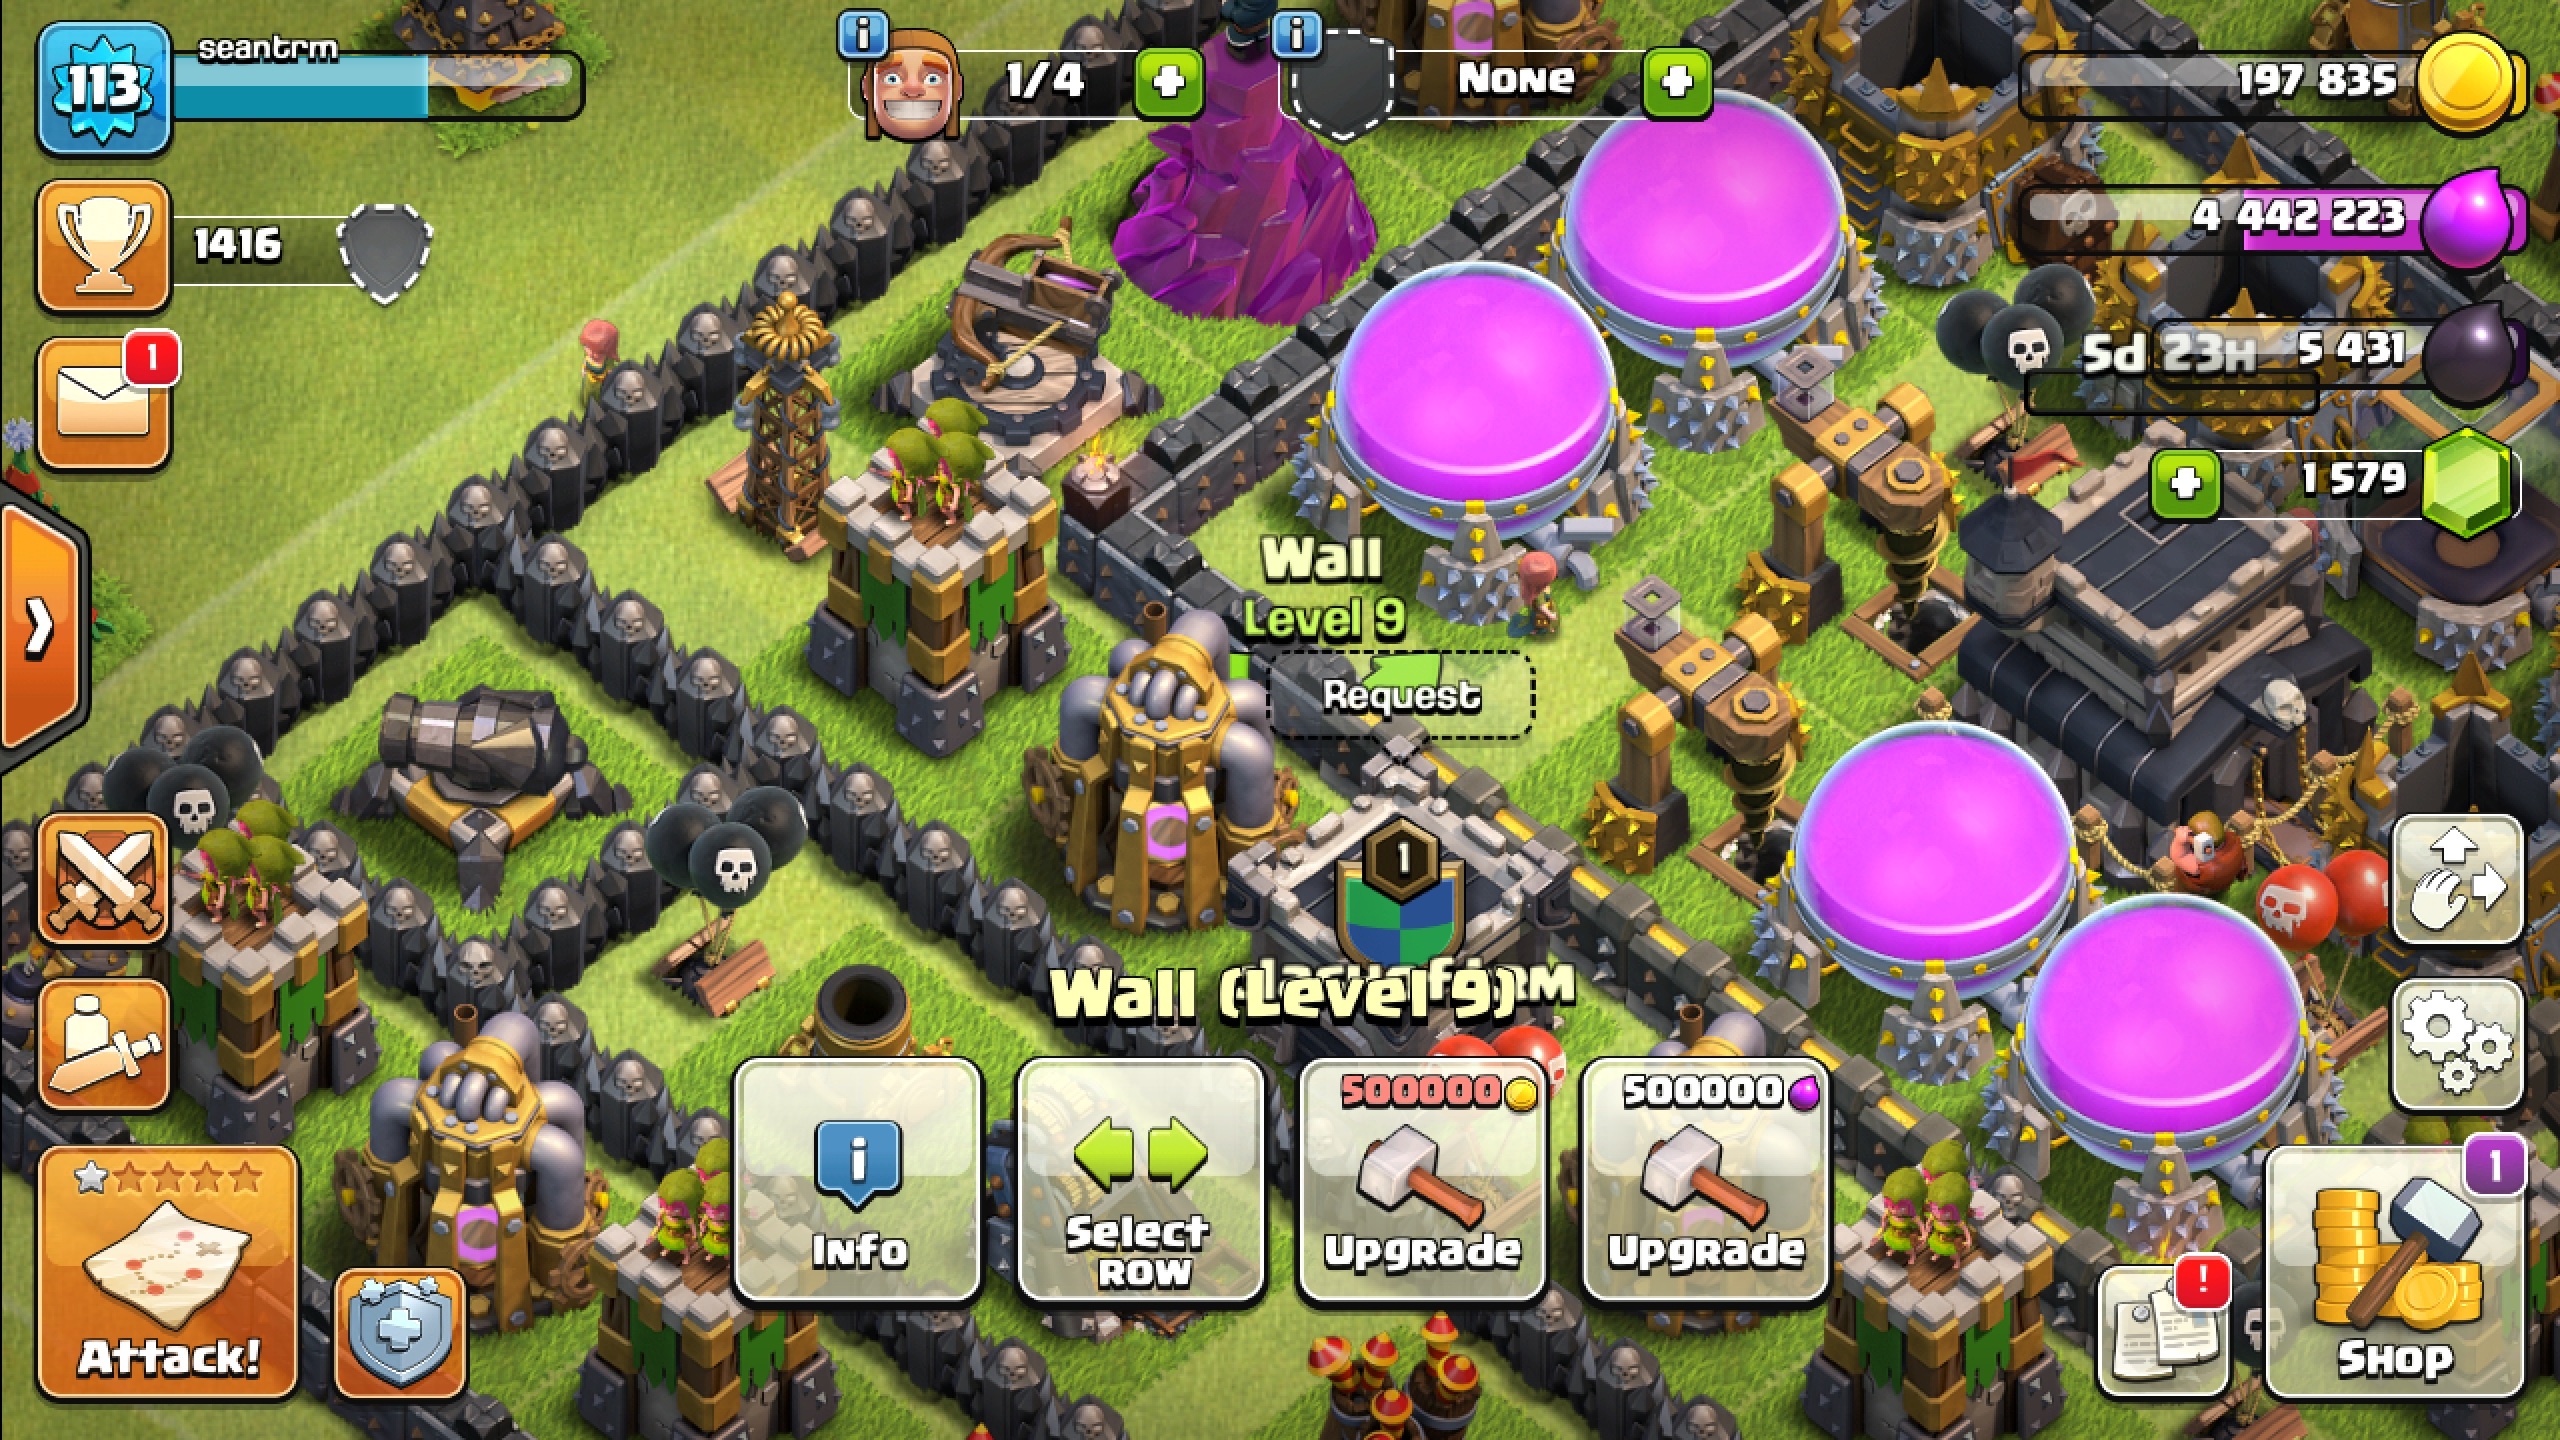 113
seantrm
1/4
None
197 835
1416
4 442 223
1
5d 23H
5 431
1 579
Wall
Level 9
Request
1
Wall (Level 9)
Info
Select
Row
500000
Upgrade
500000
Upgrade
Attack!
!
1
Shop